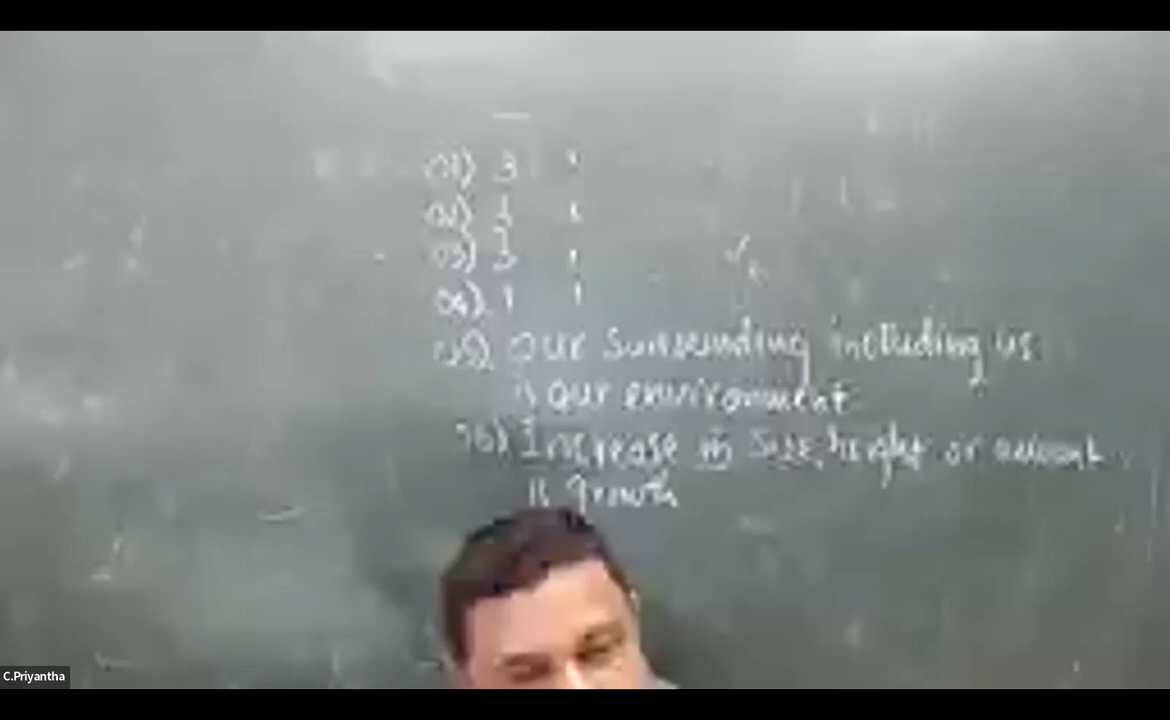 01) 3
02)
03) 3
04) 1 1
05) Our Surrounding including us
is our environment
06) Increase in Size, height or amount
is growth
C.Priyantha